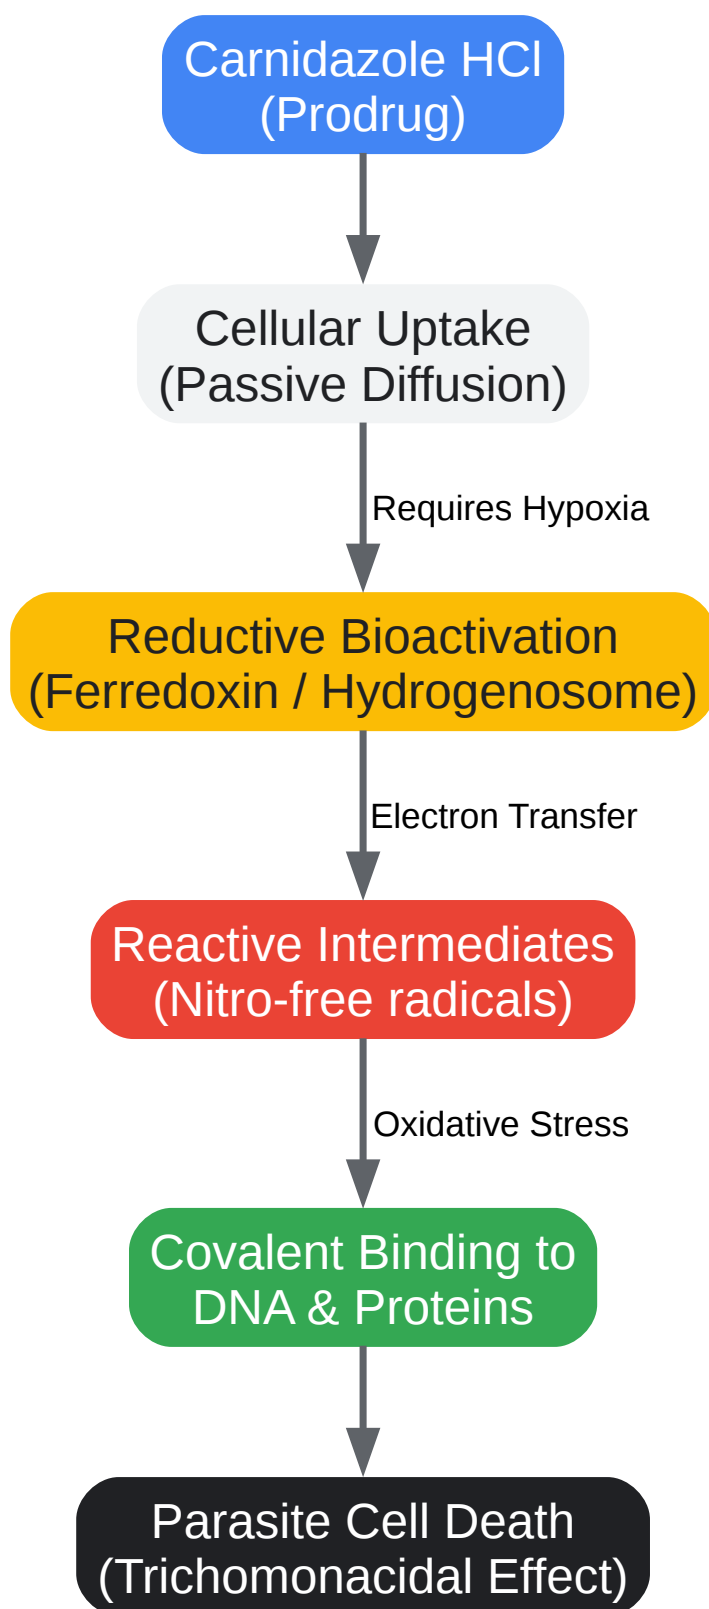 Carnidazole HCl
(Prodrug)
Cellular Uptake
(Passive Diffusion)
Requires Hypoxia
Reductive Bioactivation
(Ferredoxin / Hydrogenosome)
Electron Transfer
Reactive Intermediates
(Nitro-free radicals)
Oxidative Stress
Covalent Binding to
DNA & Proteins
Parasite Cell Death
(Trichomonacidal Effect)